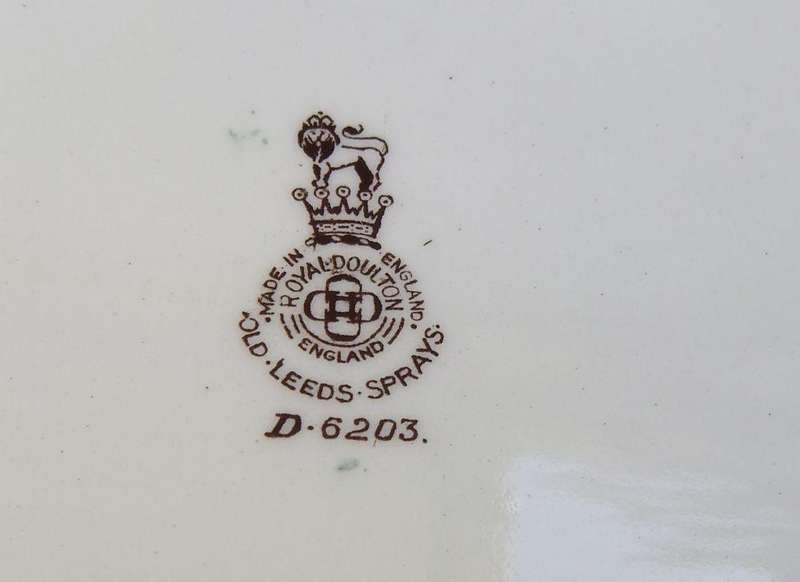 ·MADE·IN ENGLAND·
ROYAL·DOULTON
ENGLAND
"OLD·LEEDS·SPRAYS."
D·6203.